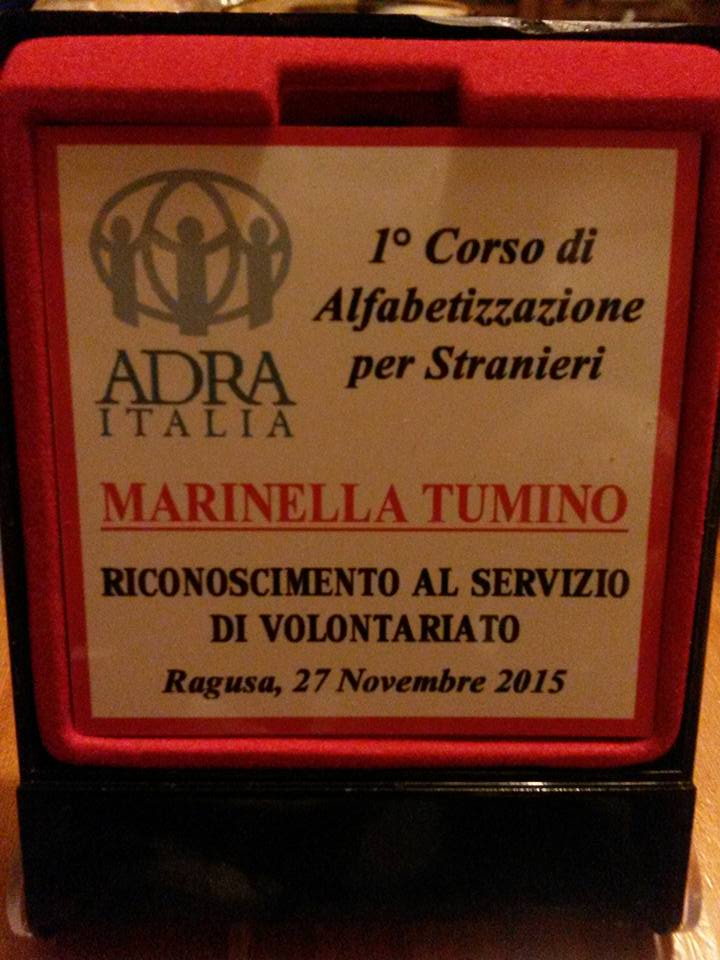 1° Corso di
Alfabetizzazione
per Stranieri
ADRA
ITALIA
MARINELLA TUMINO
RICONOSCIMENTO AL SERVIZIO
DI VOLONTARIATO
Ragusa, 27 Novembre 2015